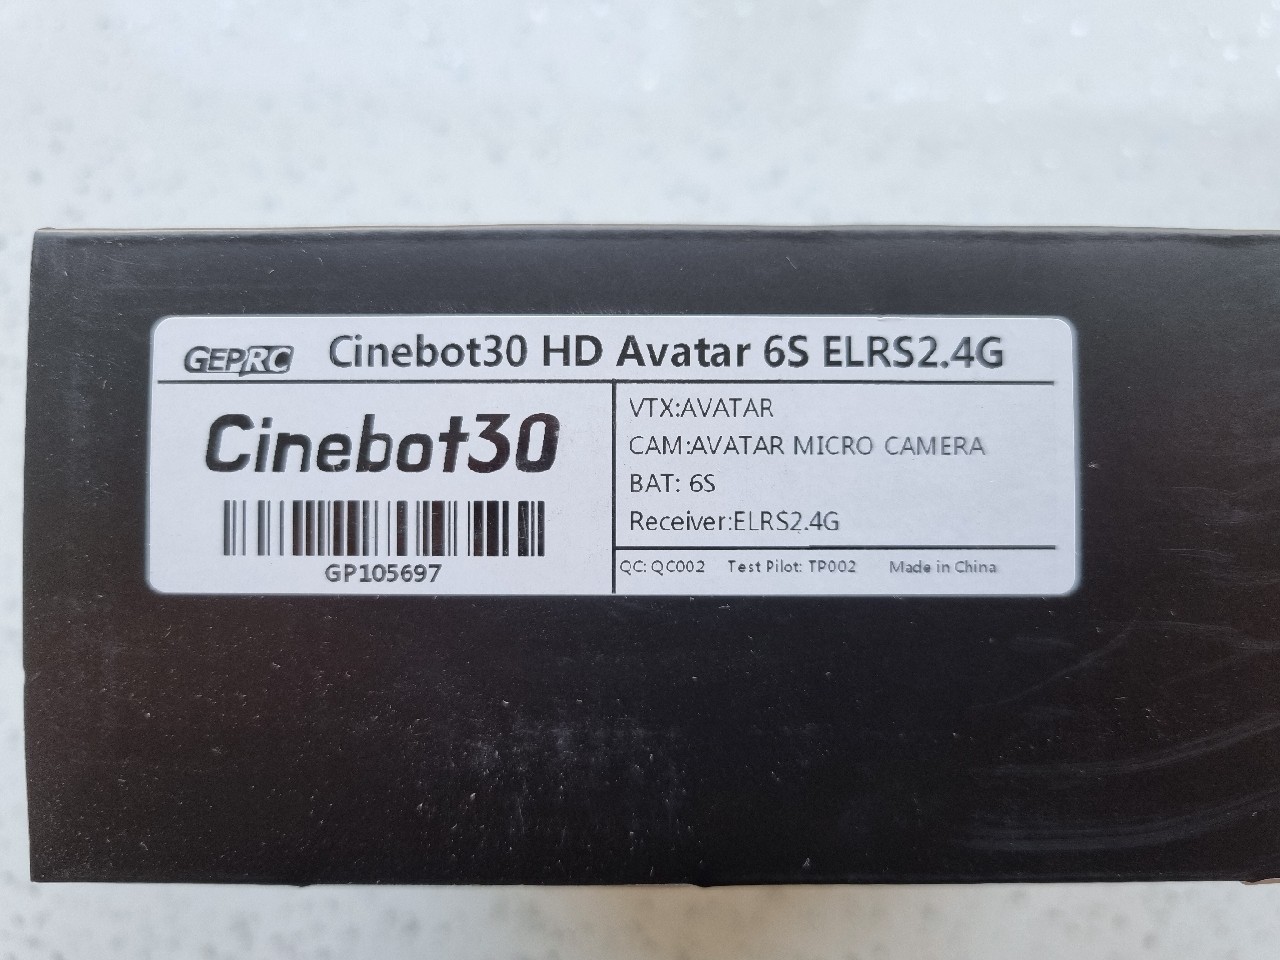 GEPRC Cinebot30 HD Avatar 6S ELRS2.4G
Cinebot30
GP105697
VTX:AVATAR
CAM:AVATAR MICRO CAMERA
BAT: 6S
Receiver:ELRS2.4G
QC: QC002 Test Pilot: TP002 Made in China